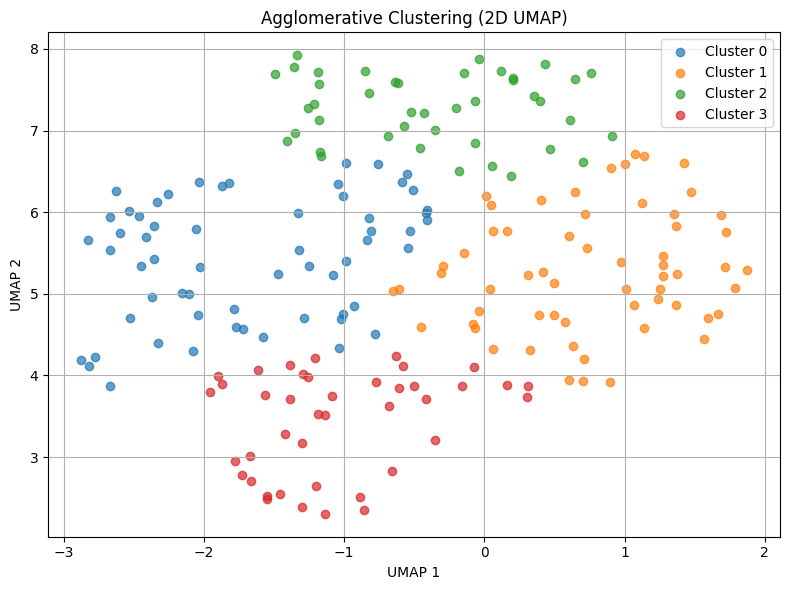 Agglomerative Clustering (2D UMAP)
Cluster 0
Cluster 1
Cluster 2
Cluster 3
8
7
6
5
4
3
UMAP 2
−3 −2 −1 0 1 2
UMAP 1